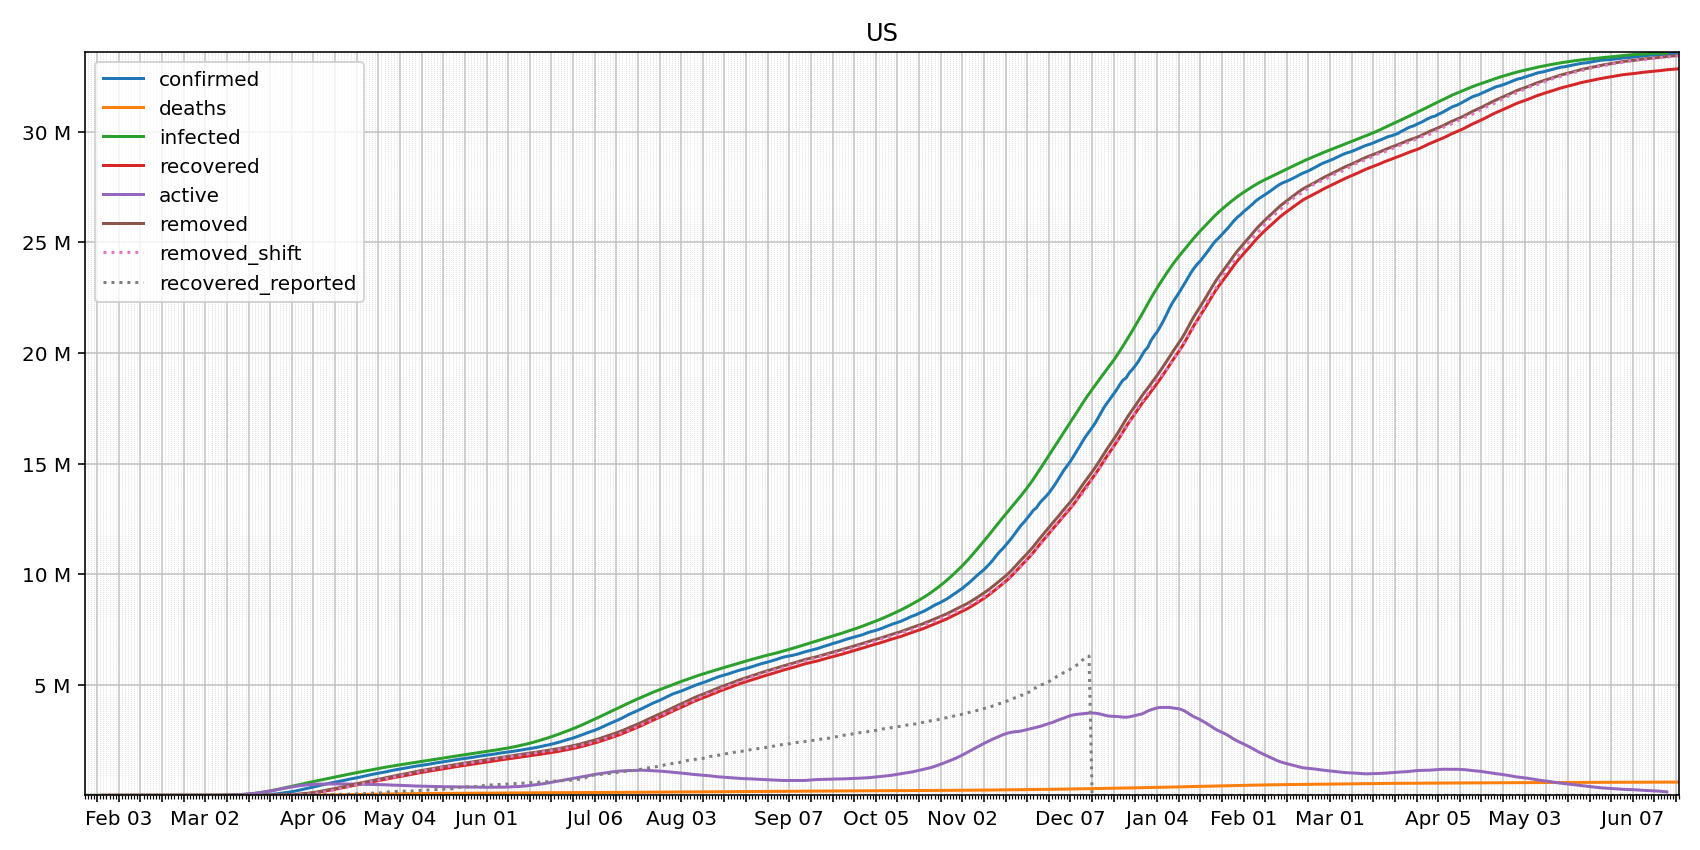 US
confirmed
deaths
infected
recovered
active
removed
removed_shift
recovered_reported
30 M
25 M
20 M
15 M
10 M
5 M
Feb 03 Mar 02 Apr 06 May 04 Jun 01 Jul 06 Aug 03 Sep 07 Oct 05 Nov 02 Dec 07 Jan 04 Feb 01 Mar 01 Apr 05 May 03 Jun 07